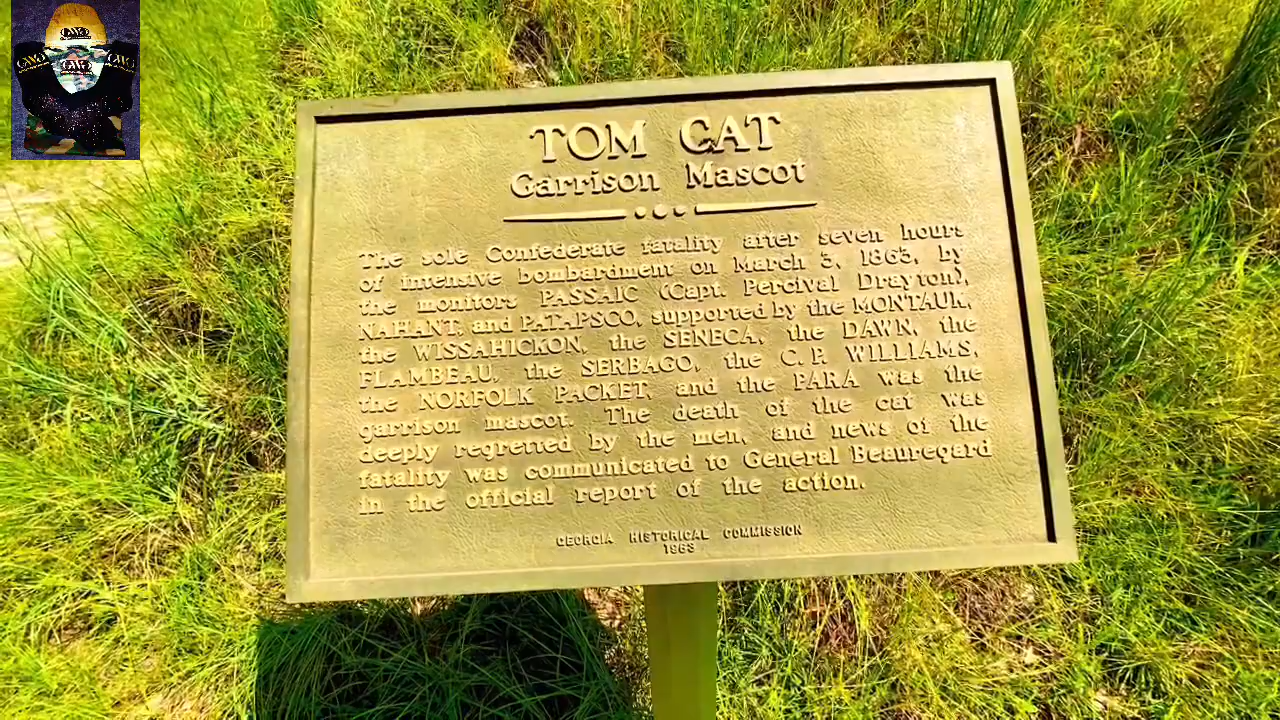 TOM CAT
Garrison Mascot
The sole Confederate fatality after seven hours
of intensive bombardment on March 3, 1863, by
the monitors PASSAIC (Capt. Percival Drayton),
NAHANT, and PATAPSCO, supported by the MONTAUK,
the WISSAHICKON, the SENECA, the DAWN, the
FLAMBEAU, the SERBAGO, the C. P. WILLIAMS,
the NORFOLK PACKET, and the PARA was the
garrison mascot. The death of the cat was
deeply regretted by the men, and news of the
fatality was communicated to General Beauregard
in the official report of the action.
GEORGIA HISTORICAL COMMISSION
1963